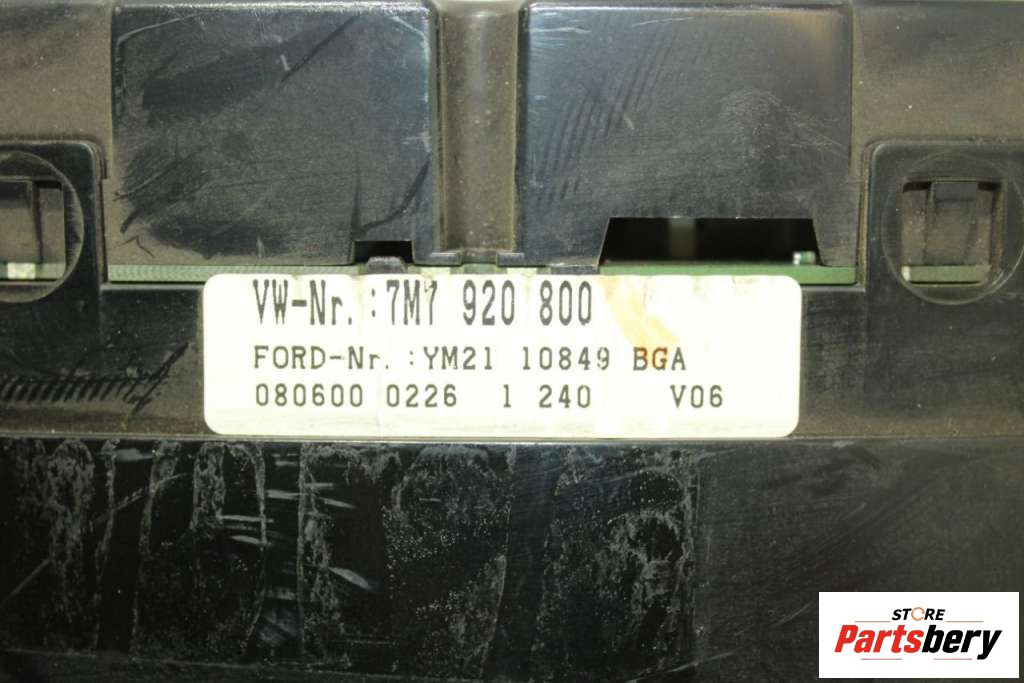 VW-Nr.:7M7 920 800
FORD-Nr.:YM21 10849 BGA
080600 0226 1 240 V06
STORE
Partsbery